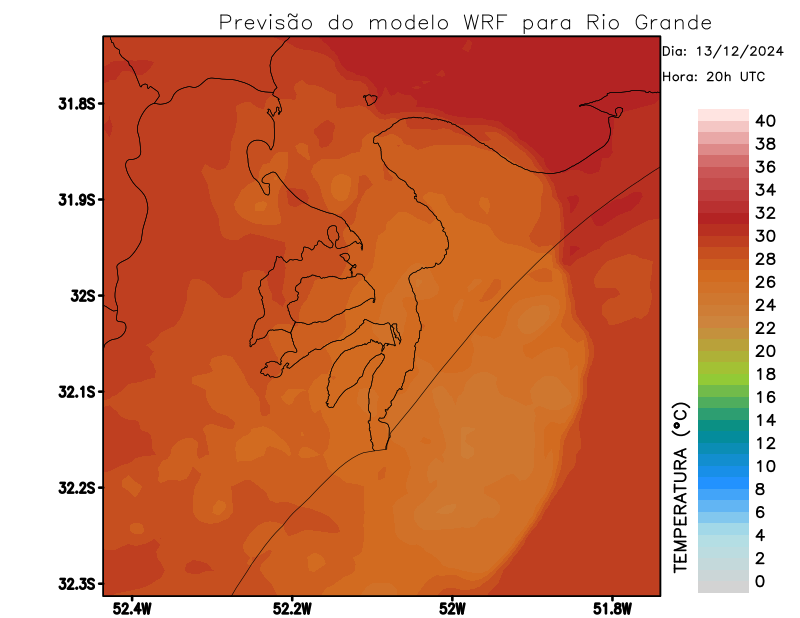 Previsão do modelo WRF para Rio Grande
Dia: 13/12/2024
Hora: 20h UTC
31.8S
31.9S
32S
32.1S
32.2S
32.3S
52.4W
52.2W
52W
51.8W
TEMPERATURA (°C)
40
38
36
34
32
30
28
26
24
22
20
18
16
14
12
10
8
6
4
2
0